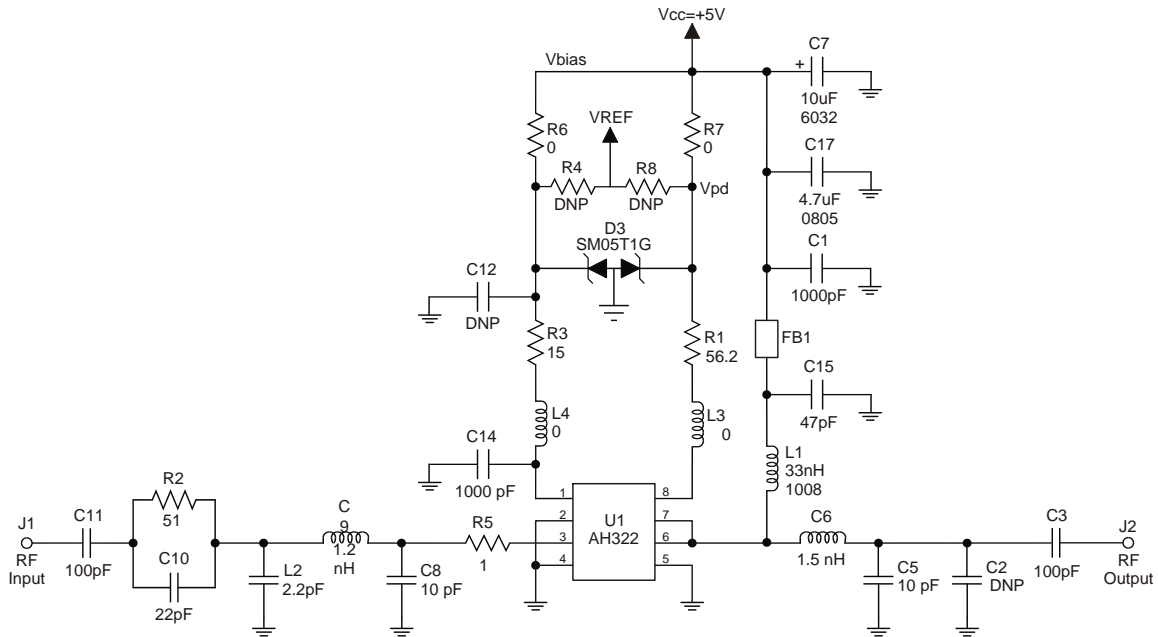 Vcc=+5V
C7
Vbias
+
10uF
6032
VREF
R6
0
R7
0
C17
R4
R8
Vpd
DNP
DNP
4.7uF
0805
D3
SM05T1G
C1
C12
1000pF
DNP
R3
15
R1
56.2
FB1
C15
L4
0
L3
0
47pF
C14
L1
33nH
1008
1000 pF
R2
51
1
2
3
4
8
7
6
5
U1
AH322
C
9
1.2
nH
R5
1
C6
1.5 nH
C3
100pF
J1
RF
Input
C11
100pF
C10
22pF
L2
2.2pF
C8
10 pF
C5
10 pF
C2
DNP
J2
RF
Output